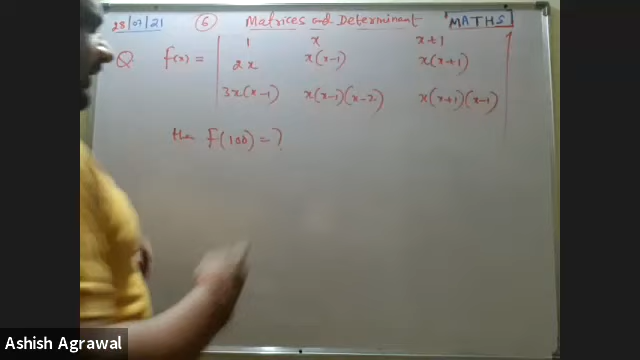 28/07/21 6 Matrices and Determinant MATHS
1 x x+1
Q. f(x) = 2x x(x-1) x(x+1)
3x(x-1) x(x-1)(x-2) x(x+1)(x-1)
then f(100) = ?
Ashish Agrawal